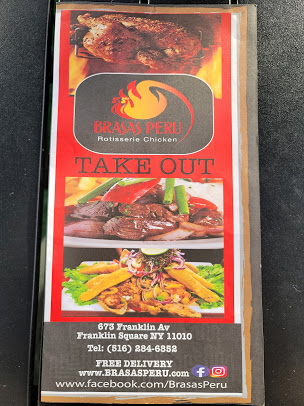 BRASAS PERU
Rotisserie Chicken
TAKE OUT
673 Franklin Av
Franklin Square NY 11010
Tel: (516) 284-6852
FREE DELIVERY
www.BRASASPERU.com
www.facebook.com/BrasasPeru